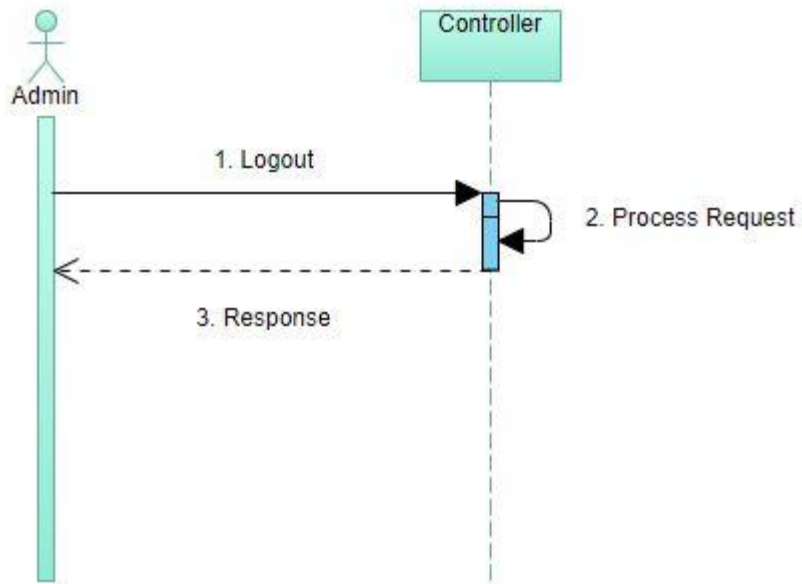 Controller
Admin
1. Logout
2. Process Request
3. Response